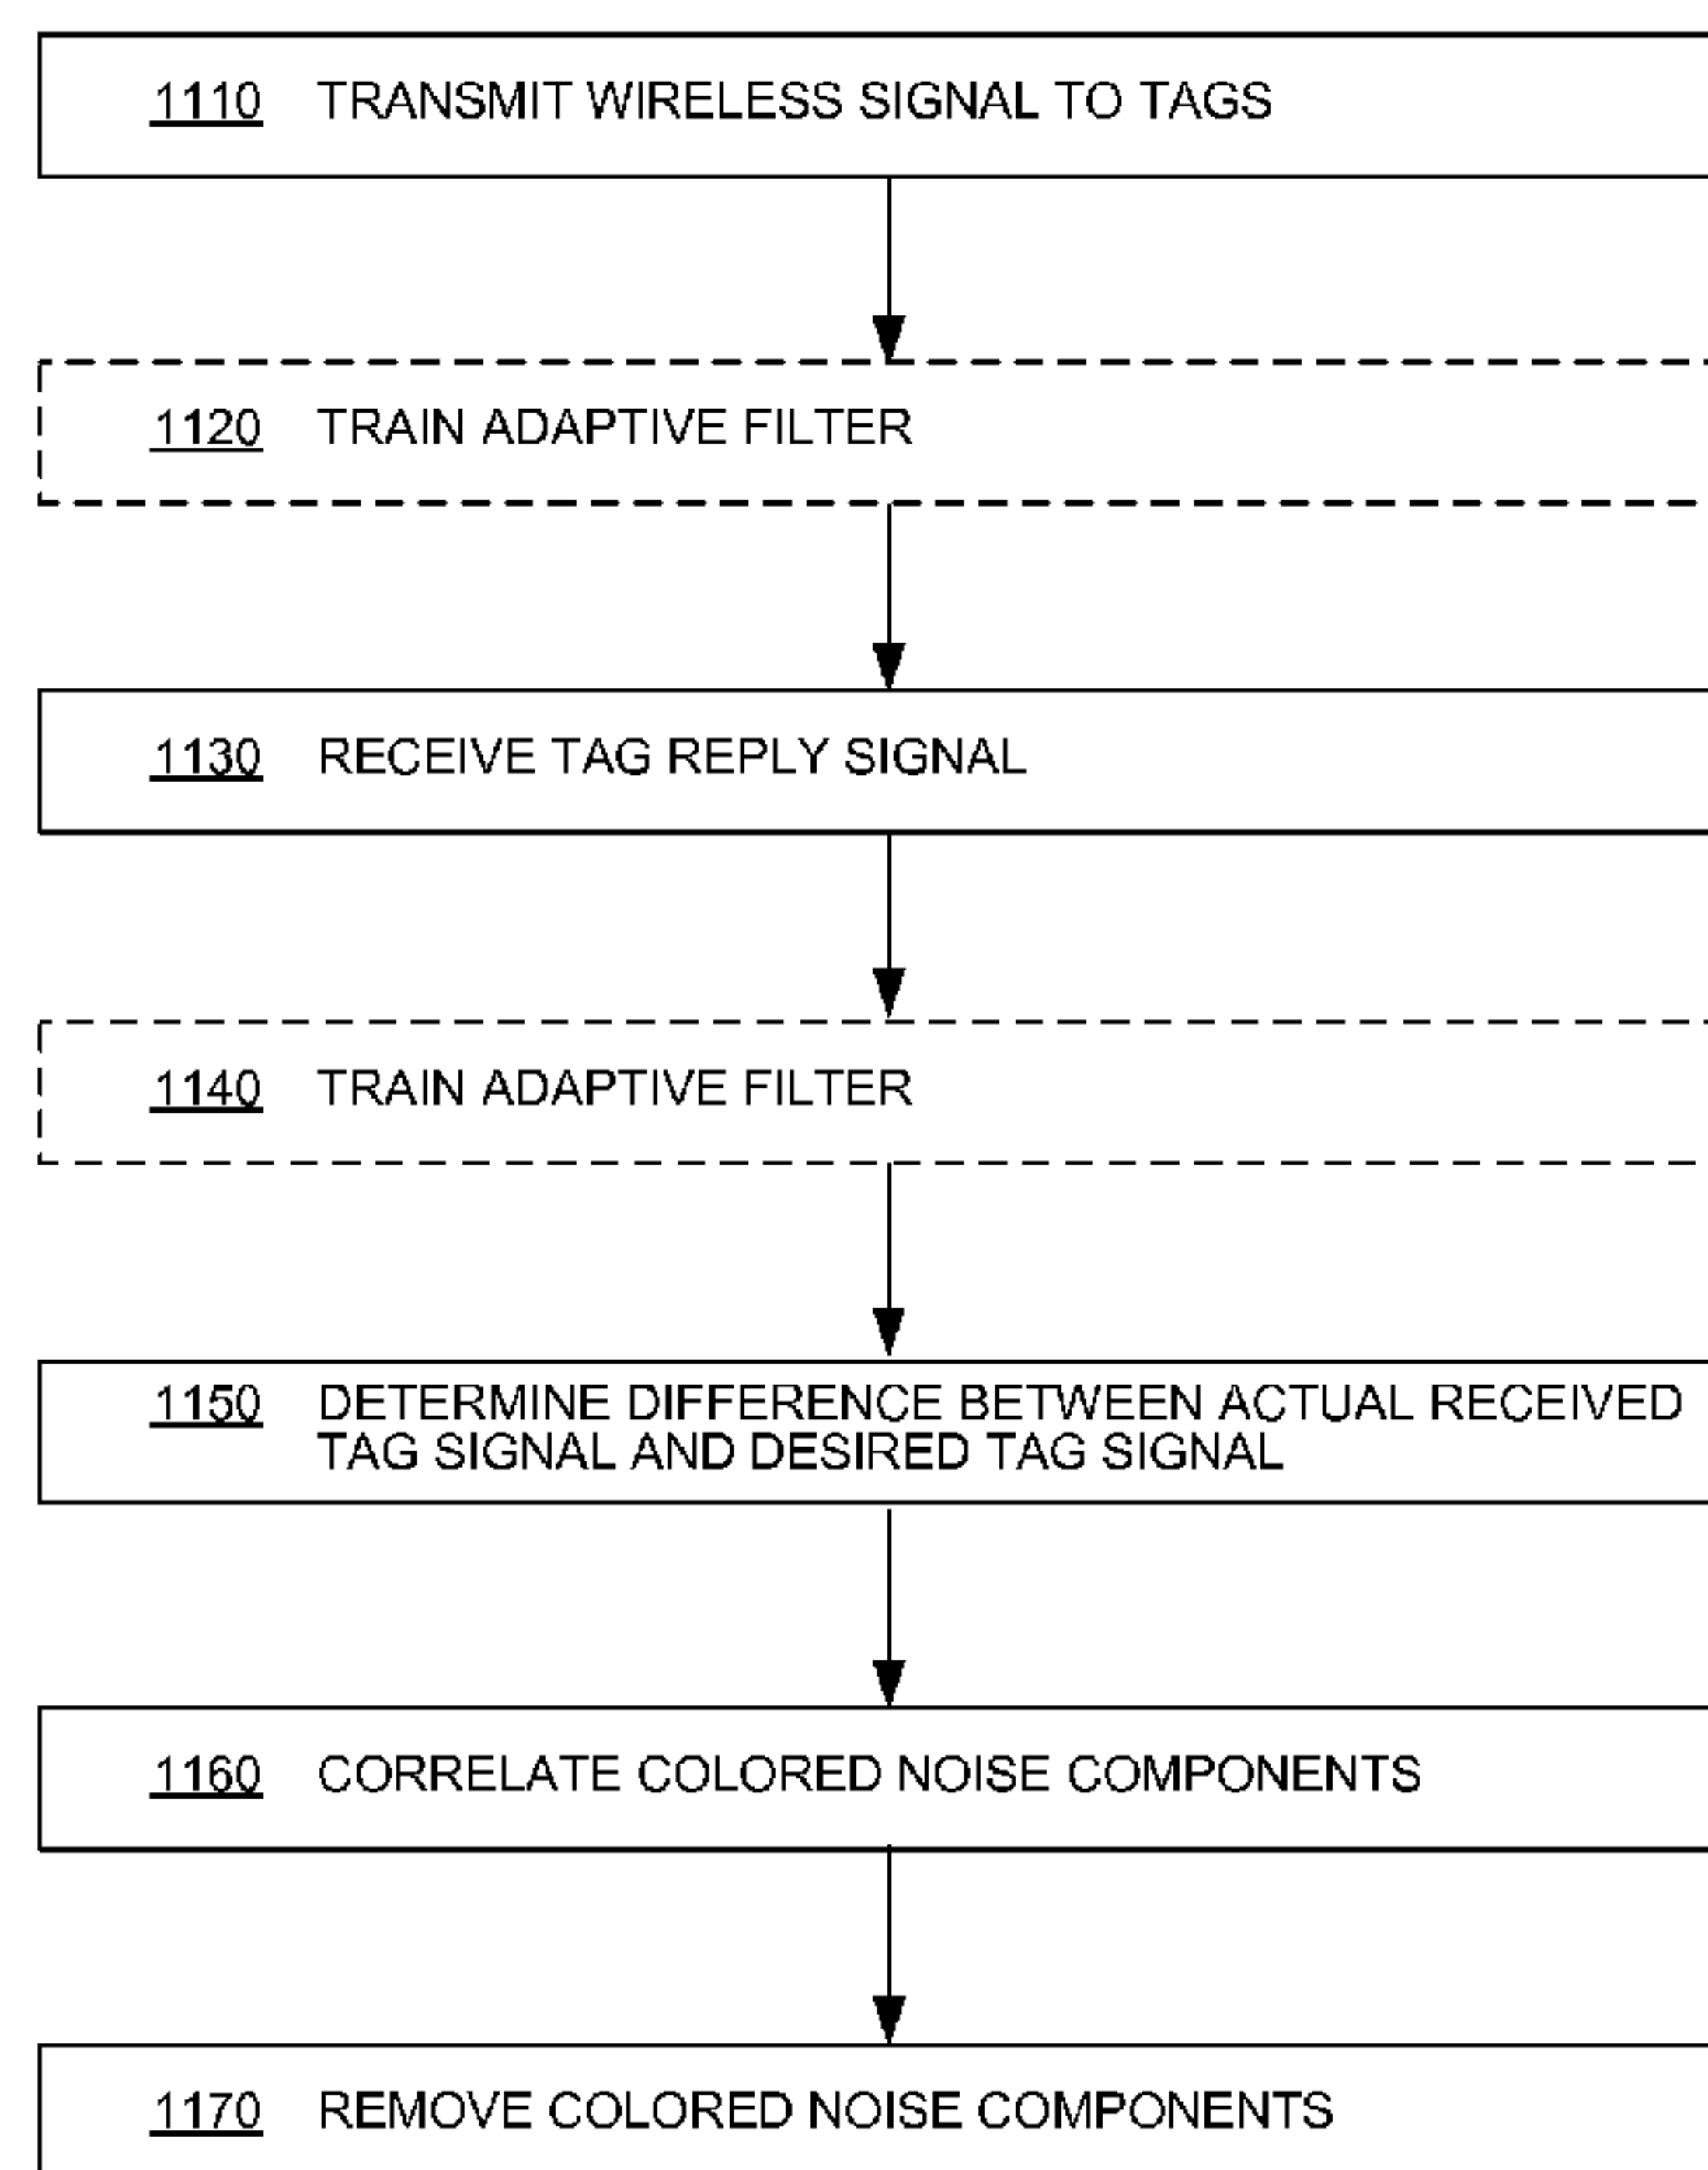 1110 TRANSMIT WIRELESS SIGNAL TO TAGS
1120 TRAIN ADAPTIVE FILTER
1130 RECEIVE TAG REPLY SIGNAL
1140 TRAIN ADAPTIVE FILTER
1150 DETERMINE DIFFERENCE BETWEEN ACTUAL RECEIVED
TAG SIGNAL AND DESIRED TAG SIGNAL
1160 CORRELATE COLORED NOISE COMPONENTS
1170 REMOVE COLORED NOISE COMPONENTS